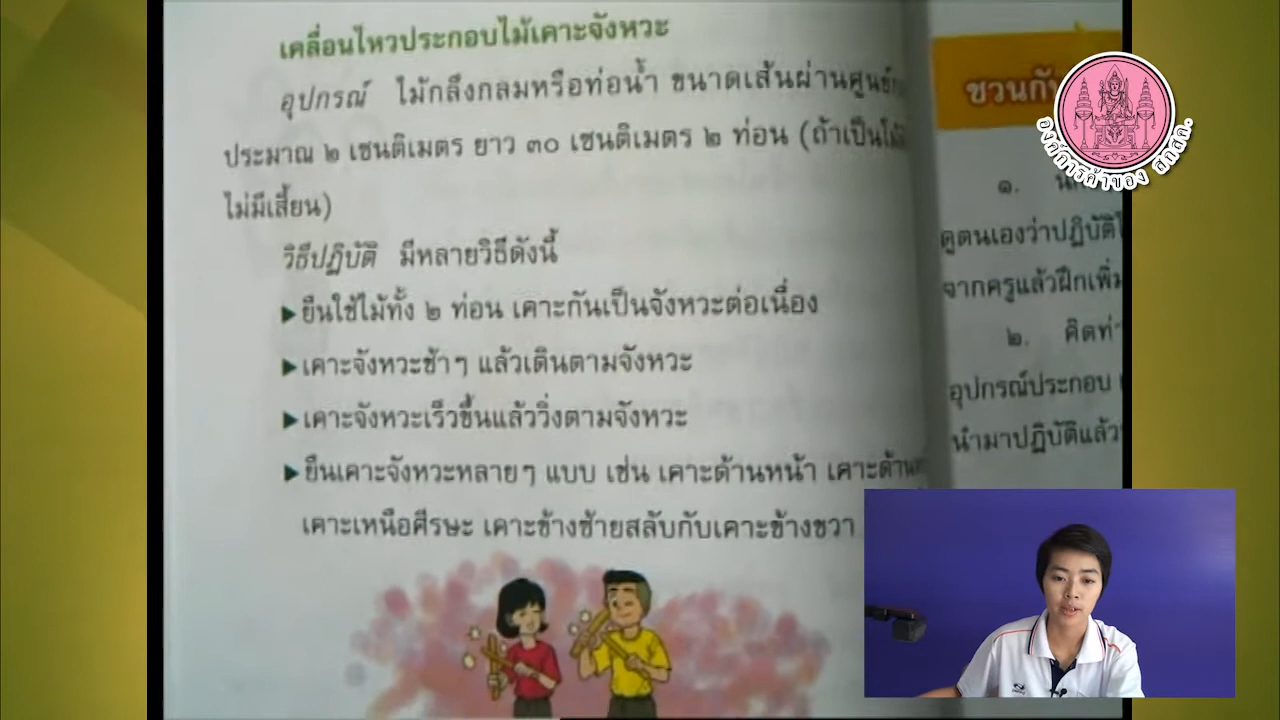 เคลื่อนไหวประกอบไม้เคาะจังหวะ
อุปกรณ์ ไม้กลึงกลมหรือท่อน้ำ ขนาดเส้นผ่านศูนย์
ประมาณ ๒ เซนติเมตร ยาว ๓๐ เซนติเมตร ๒ ท่อน (ถ้าเป็น
ไม่มีเสี้ยน)
วิธีปฏิบัติ มีหลายวิธีดังนี้
▶ยืนใช้ไม้ทั้ง ๒ ท่อน เคาะกันเป็นจังหวะต่อเนื่อง
▶เคาะจังหวะช้าๆ แล้วเดินตามจังหวะ
▶เคาะจังหวะเร็วขึ้นแล้ววิ่งตามจังหวะ
▶ยืนเคาะจังหวะหลายๆ แบบ เช่น เคาะด้านหน้า เคาะด้าน
เคาะเหนือศีรษะ เคาะข้างซ้ายสลับกับเคาะข้างขวา
ชวนกัน
๑.
ดูตนเองว่าปฏิบัติ
จากครูแล้วฝึกเพิ่ม
๒. คิดท่า
อุปกรณ์ประกอบ
นำมาปฏิบัติแล้ว
องค์การค้าของ สกสค.